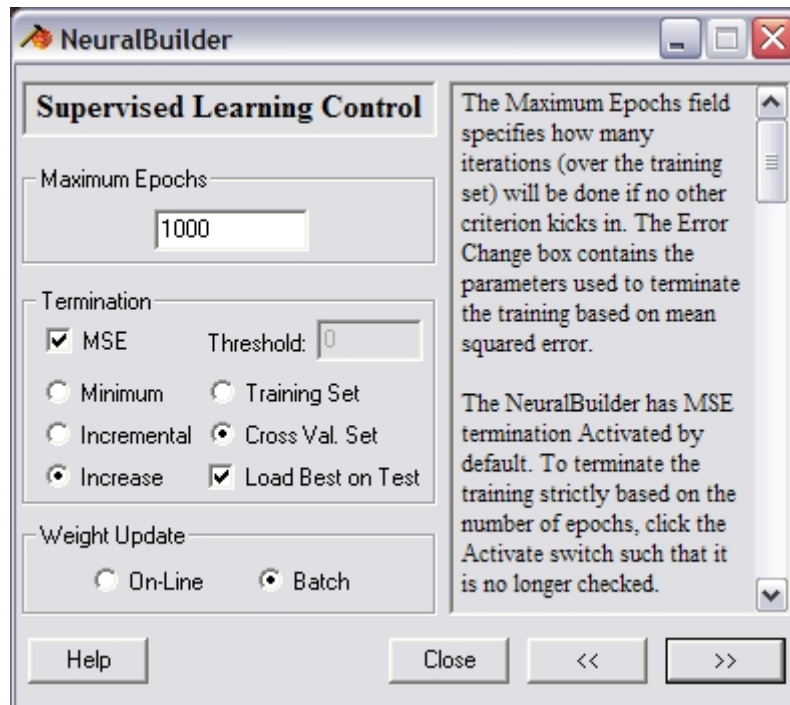 NeuralBuilder
Supervised Learning Control
Maximum Epochs
1000
Termination
MSE Threshold: 0
Minimum Training Set
Incremental Cross Val. Set
Increase Load Best on Test
Weight Update
On-Line Batch
The Maximum Epochs field
specifies how many
iterations (over the training
set) will be done if no other
criterion kicks in. The Error
Change box contains the
parameters used to terminate
the training based on mean
squared error.
The NeuralBuilder has MSE
termination Activated by
default. To terminate the
training strictly based on the
number of epochs, click the
Activate switch such that it
is no longer checked.
Help Close << >>